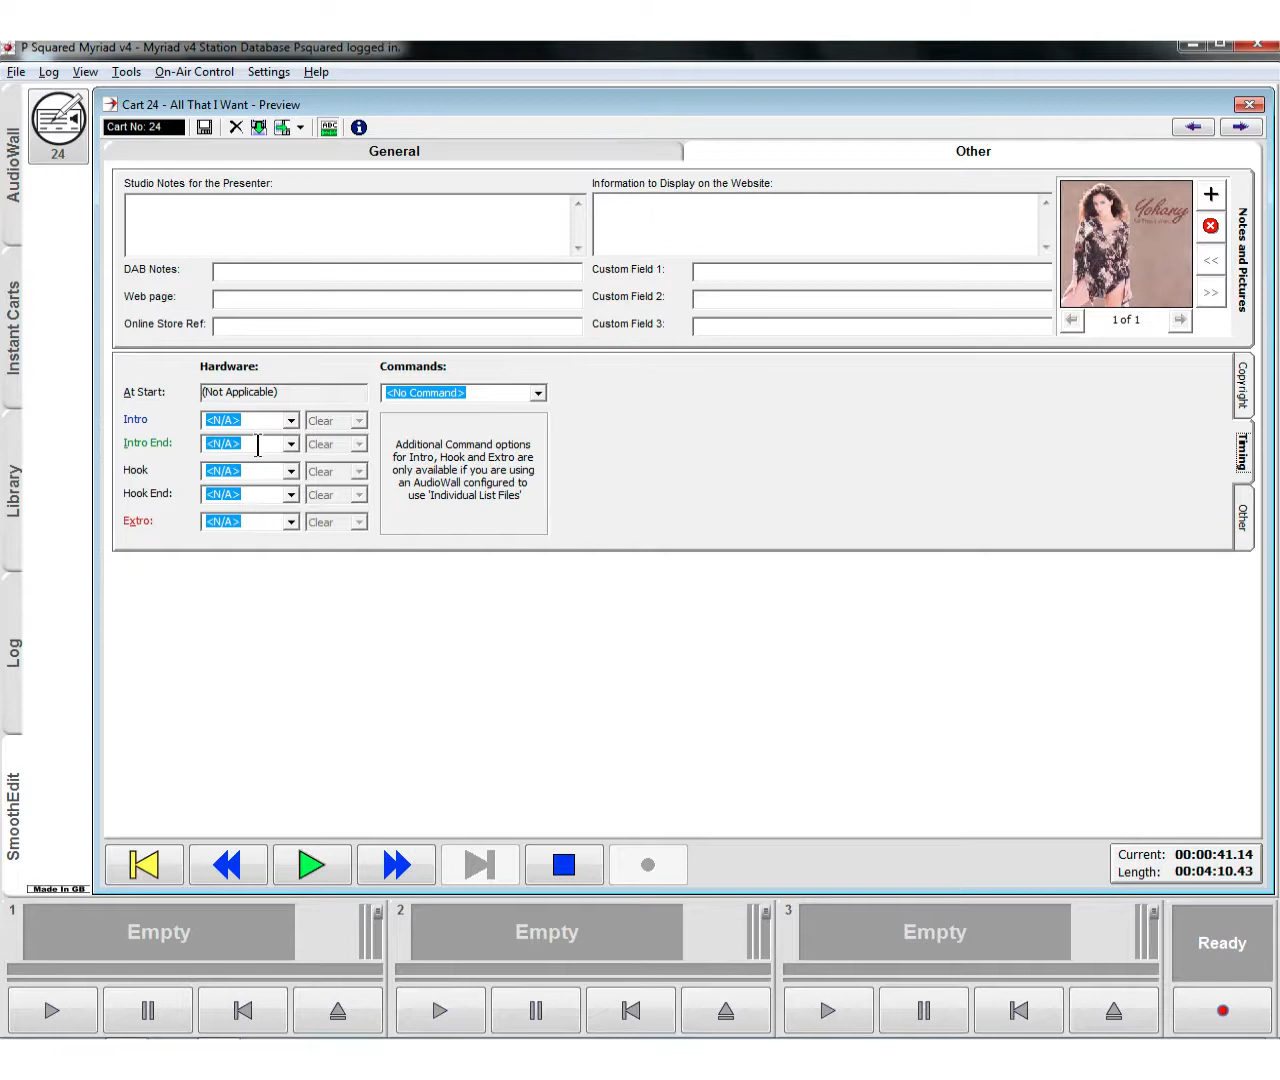 P Squared Myriad v4 - Myriad v4 Station Database Psquared logged in.
File Log View Tools On-Air Control Settings Help
AudioWall
Instant Carts
Library
Log
SmoothEdit
24
Made In GB
Cart 24 - All That I Want - Preview
Cart No: 24
ABC
General
Other
Studio Notes for the Presenter:
Information to Display on the Website:
DAB Notes:
Web page:
Online Store Ref:
Custom Field 1:
Custom Field 2:
Custom Field 3:
Yohany
<<
>>
1 of 1
Notes and Pictures
Hardware:
Commands:
At Start: (Not Applicable) <No Command>
Intro <N/A> Clear
Intro End: <N/A> Clear
Hook <N/A> Clear
Hook End: <N/A> Clear
Extro: <N/A> Clear
Additional Command options
for Intro, Hook and Extro are
only available if you are using
an AudioWall configured to
use 'Individual List Files'
Copyright
Timing
Other
Current: 00:00:41.14
Length: 00:04:10.43
1 Empty
2 Empty
3 Empty
Ready